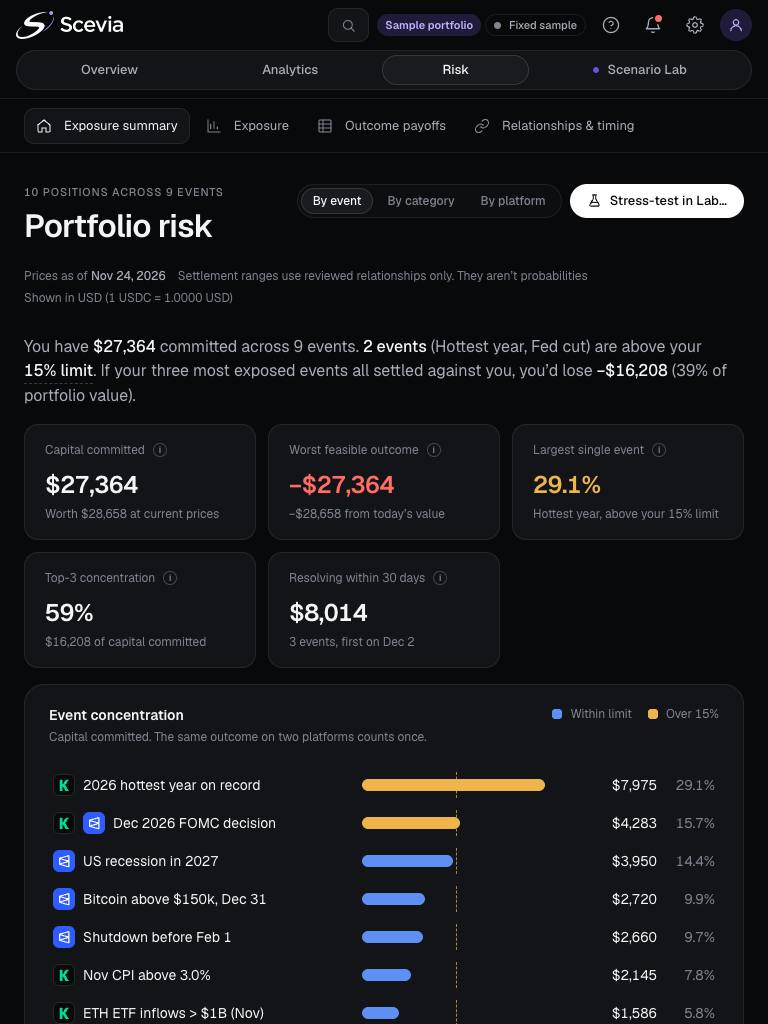 Scevia
Sample portfolio
Fixed sample
Overview
Analytics
Risk
Scenario Lab
Exposure summary
Exposure
Outcome payoffs
Relationships & timing
10 POSITIONS ACROSS 9 EVENTS
Portfolio risk
By event
By category
By platform
Stress-test in Lab...
Prices as of Nov 24, 2026 Settlement ranges use reviewed relationships only. They aren't probabilities
Shown in USD (1 USDC = 1.0000 USD)
You have $27,364 committed across 9 events. 2 events (Hottest year, Fed cut) are above your
15% limit. If your three most exposed events all settled against you, you'd lose −$16,208 (39% of
portfolio value).
Capital committed
$27,364
Worth $28,658 at current prices
Worst feasible outcome
−$27,364
−$28,658 from today's value
Largest single event
29.1%
Hottest year, above your 15% limit
Top-3 concentration
59%
$16,208 of capital committed
Resolving within 30 days
$8,014
3 events, first on Dec 2
Event concentration
Within limit
Over 15%
Capital committed. The same outcome on two platforms counts once.
K 2026 hottest year on record $7,975 29.1%
K Dec 2026 FOMC decision $4,283 15.7%
US recession in 2027 $3,950 14.4%
Bitcoin above $150k, Dec 31 $2,720 9.9%
Shutdown before Feb 1 $2,660 9.7%
K Nov CPI above 3.0% $2,145 7.8%
K ETH ETF inflows > $1B (Nov) $1,586 5.8%